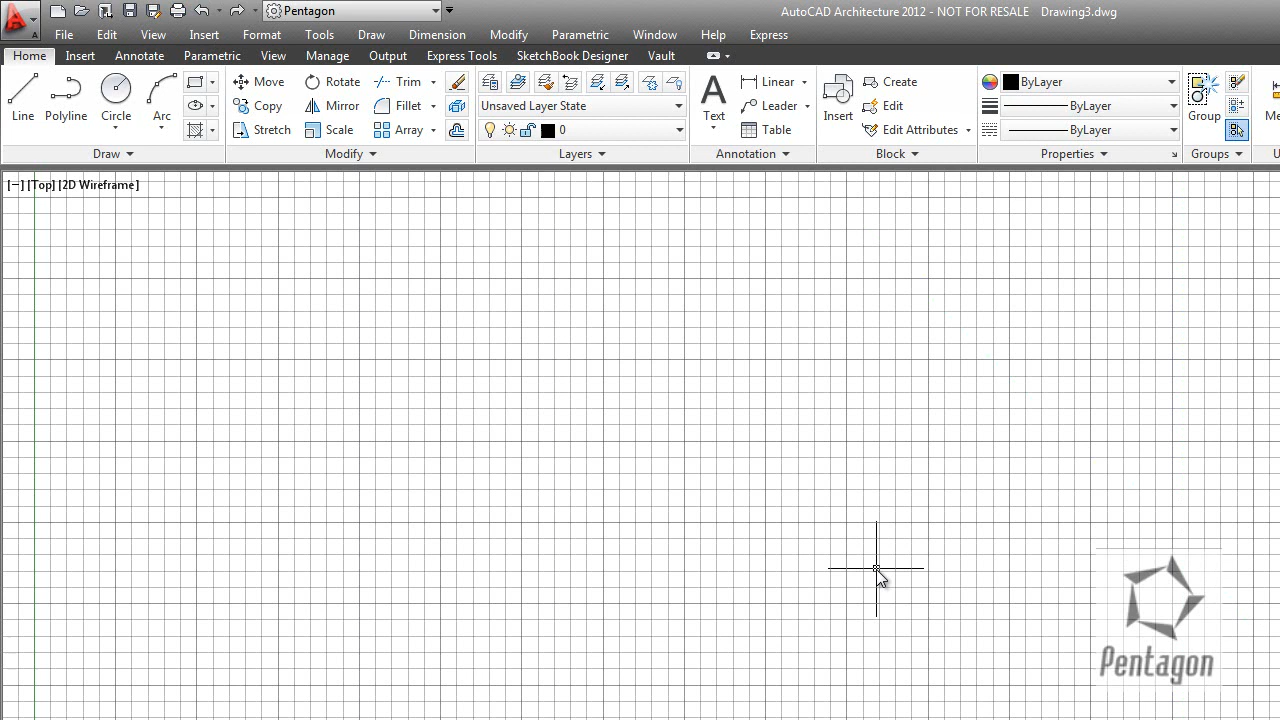 Pentagon AutoCAD Architecture 2012 - NOT FOR RESALE Drawing3.dwg
A
File Edit View Insert Format Tools Draw Dimension Modify Parametric Window Help Express
Home Insert Annotate Parametric View Manage Output Express Tools SketchBook Designer Vault
Move Rotate Trim ByLayer
Unsaved Layer State
Copy Mirror Fillet Leader Edit ByLayer
Line Polyline Circle Arc Text Linear Insert Create Group
Stretch Scale Array 0 Table Edit Attributes ByLayer
Draw Modify Layers Annotation Block Properties Groups
[−] [Top] [2D Wireframe]
Pentagon